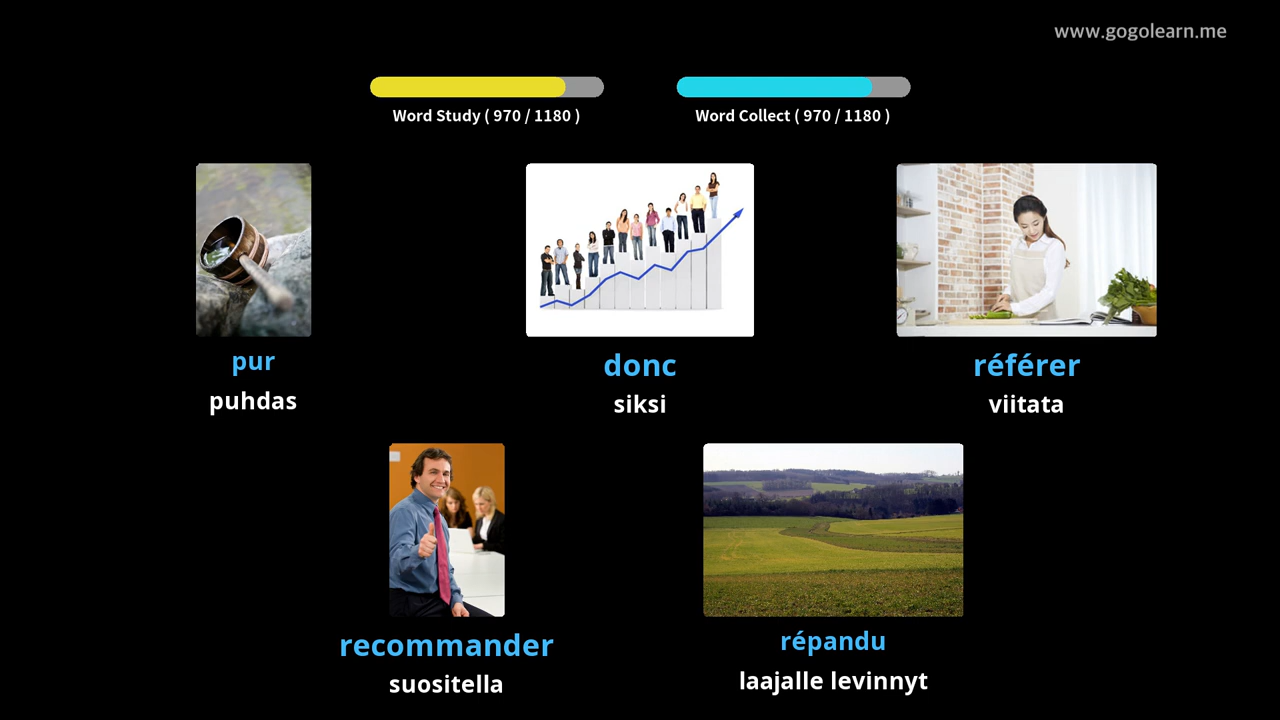 www.gogolearn.me
Word Study ( 970 / 1180 )
Word Collect ( 970 / 1180 )
pur
puhdas
donc
siksi
référer
viitata
recommander
suositella
répandu
laajalle levinnyt